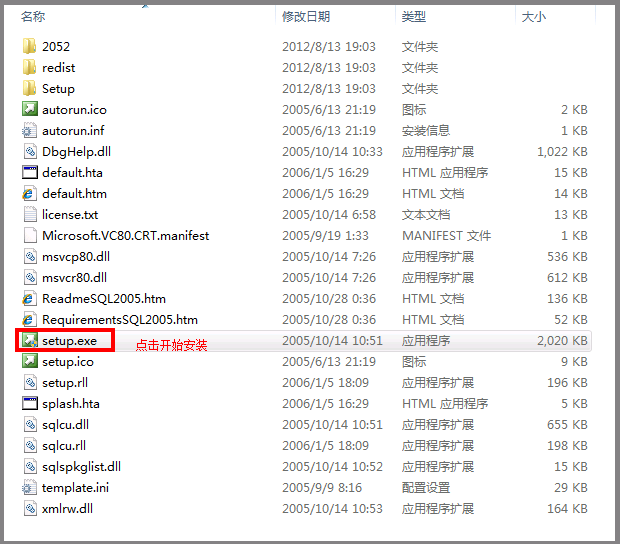 名称 修改日期 类型 大小
2052 2012/8/13 19:03 文件夹
redist 2012/8/13 19:03 文件夹
Setup 2012/8/13 19:03 文件夹
autorun.ico 2005/6/13 21:19 图标 2 KB
autorun.inf 2005/6/13 21:19 安装信息 1 KB
DbgHelp.dll 2005/10/14 10:33 应用程序扩展 1,022 KB
default.hta 2006/1/5 16:29 HTML 应用程序 15 KB
default.htm 2006/1/5 16:29 HTML 文档 14 KB
license.txt 2005/10/14 6:58 文本文档 13 KB
Microsoft.VC80.CRT.manifest 2005/9/19 1:33 MANIFEST 文件 1 KB
msvcp80.dll 2005/10/14 7:26 应用程序扩展 536 KB
msvcr80.dll 2005/10/14 7:26 应用程序扩展 612 KB
ReadmeSQL2005.htm 2005/10/28 0:36 HTML 文档 136 KB
RequirementsSQL2005.htm 2005/10/28 0:36 HTML 文档 52 KB
setup.exe 点击开始安装 2005/10/14 10:51 应用程序 2,020 KB
setup.ico 2005/6/13 21:19 图标 9 KB
setup.rll 2006/1/5 18:09 应用程序扩展 196 KB
splash.hta 2006/1/5 16:29 HTML 应用程序 5 KB
sqlcu.dll 2005/10/14 10:51 应用程序扩展 655 KB
sqlcu.rll 2006/1/5 18:09 应用程序扩展 198 KB
sqlspkglist.dll 2005/10/14 10:52 应用程序扩展 15 KB
template.ini 2005/9/9 8:16 配置设置 29 KB
xmlrw.dll 2005/10/14 10:53 应用程序扩展 164 KB